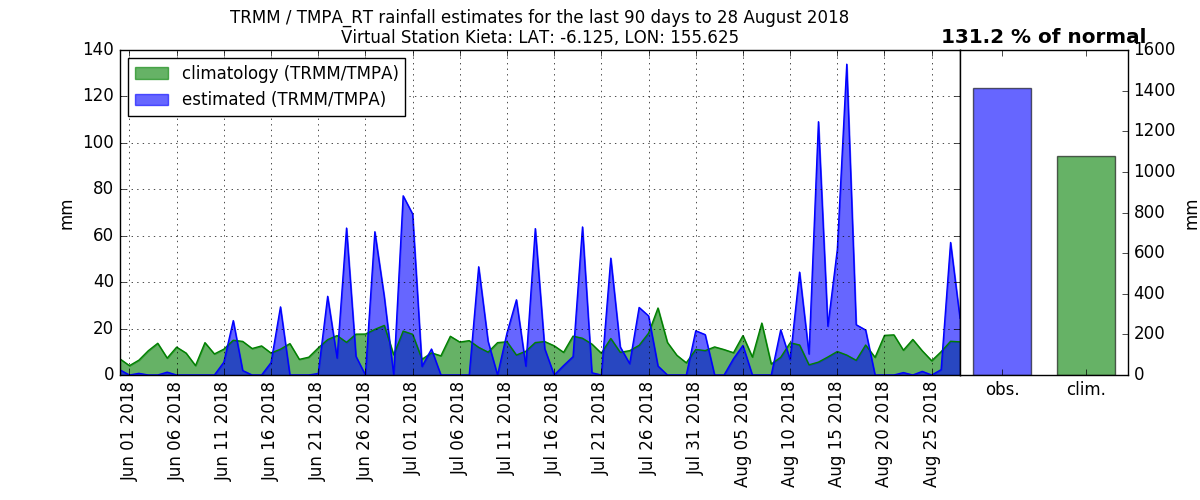 TRMM / TMPA_RT rainfall estimates for the last 90 days to 28 August 2018
Virtual Station Kieta: LAT: -6.125, LON: 155.625
131.2 % of normal
climatology (TRMM/TMPA)
estimated (TRMM/TMPA)
mm
140
120
100
80
60
40
20
0
Jun 01 2018
Jun 06 2018
Jun 11 2018
Jun 16 2018
Jun 21 2018
Jun 26 2018
Jul 01 2018
Jul 06 2018
Jul 11 2018
Jul 16 2018
Jul 21 2018
Jul 26 2018
Jul 31 2018
Aug 05 2018
Aug 10 2018
Aug 15 2018
Aug 20 2018
Aug 25 2018
obs.
clim.
1600
1400
1200
1000
800
600
400
200
0
mm